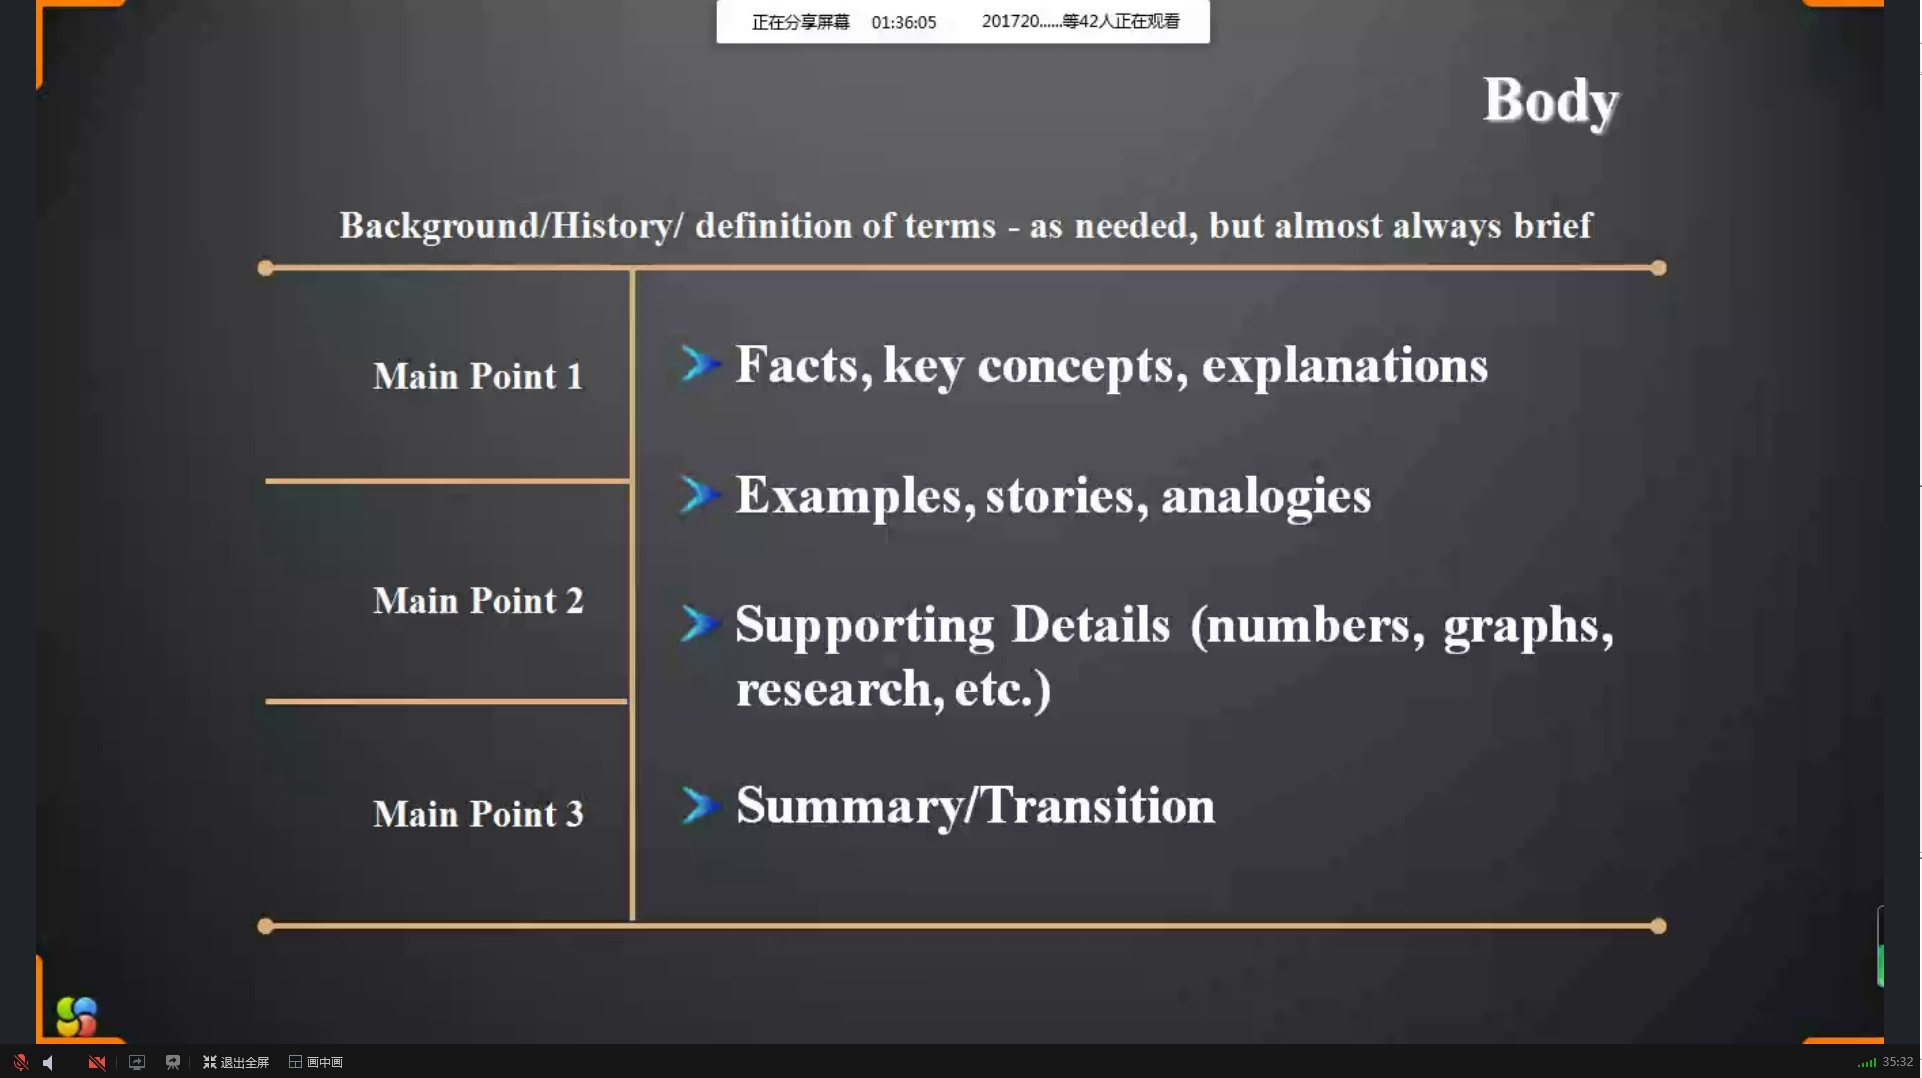 正在分享屏幕 01:36:05 201720......等42人正在观看
Body
Background/History/ definition of terms - as needed, but almost always brief
Main Point 1
Facts, key concepts, explanations
Examples, stories, analogies
Main Point 2
Supporting Details (numbers, graphs,
research, etc.)
Main Point 3
Summary/Transition
退出全屏 画中画 35:32